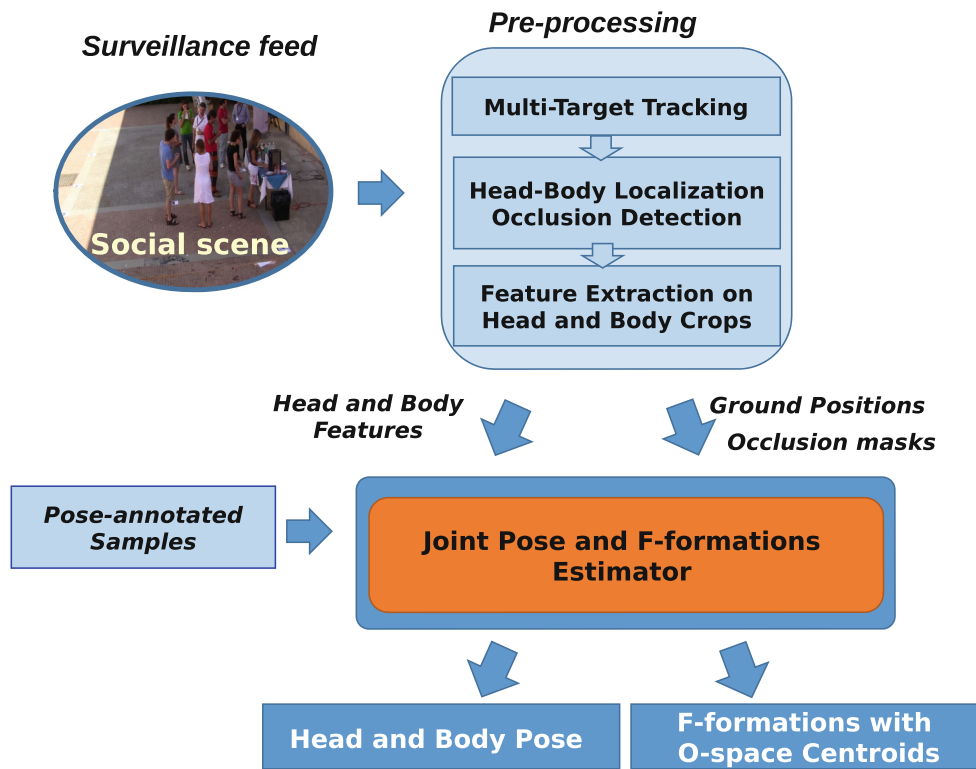 Surveillance feed
Pre-processing
Social scene
Multi-Target Tracking
Head-Body Localization
Occlusion Detection
Feature Extraction on
Head and Body Crops
Head and Body
Features
Ground Positions
Occlusion masks
Pose-annotated
Samples
Joint Pose and F-formations
Estimator
Head and Body Pose
F-formations with
O-space Centroids